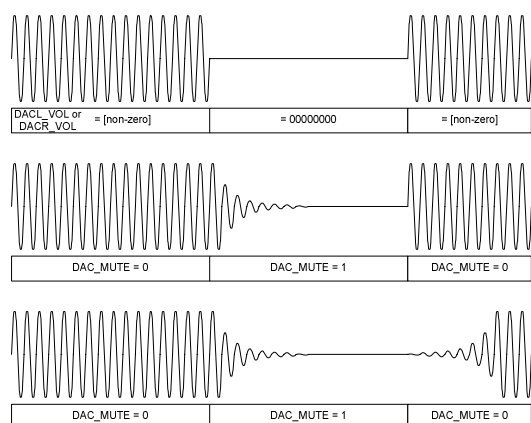 DACL_VOL or
DACR_VOL
= [non-zero]
= 00000000
= [non-zero]
DAC_MUTE = 0
DAC_MUTE = 1
DAC_MUTE = 0
DAC_MUTE = 0
DAC_MUTE = 1
DAC_MUTE = 0